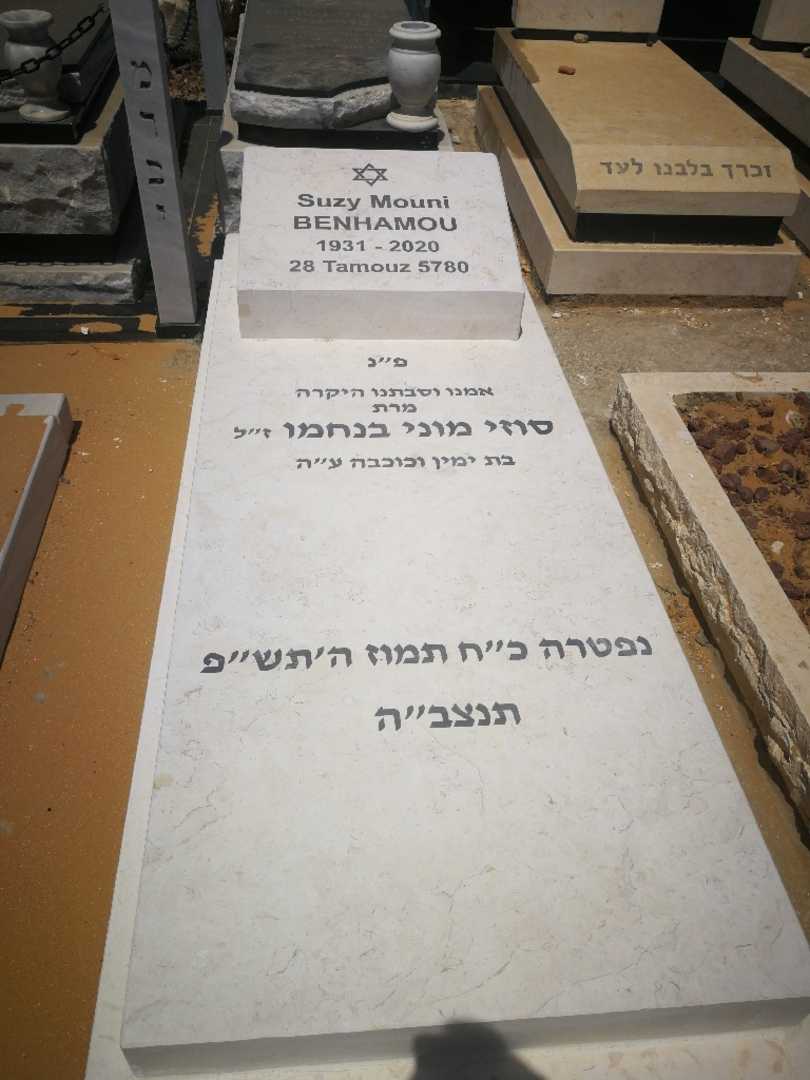 Suzy Mouni
BENHAMOU
1931 - 2020
28 Tamouz 5780
פ״נ
אמנו וסבתנו היקרה
מרת
סוזי מוני בנחמו ז״ל
בת ימין וכוכבה ע״ה
נפטרה כ״ח תמוז ה׳תש״פ
תנצב״ה
זכרך בלבנו לעד